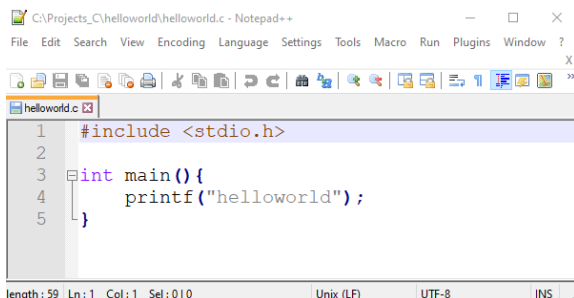 C:\Projects_C\helloworld\helloworld.c - Notepad++
File Edit Search View Encoding Language Settings Tools Macro Run Plugins Window ?
X
helloworld.c
1 #include <stdio.h>
2
3 int main(){
4 printf("helloworld");
5 }
length : 59 Ln : 1 Col : 1 Sel : 0 | 0 Unix (LF) UTF-8 INS